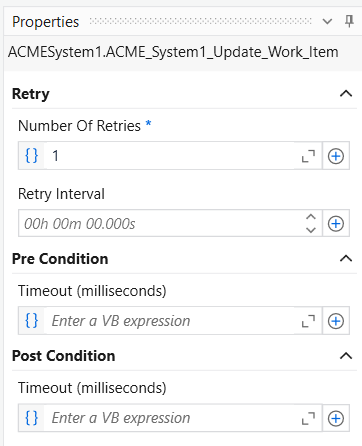 Properties
ACMESystem1.ACME_System1_Update_Work_Item
Retry
Number Of Retries *
{} 1
Retry Interval
00h 00m 00.000s
Pre Condition
Timeout (milliseconds)
{} Enter a VB expression
Post Condition
Timeout (milliseconds)
{} Enter a VB expression